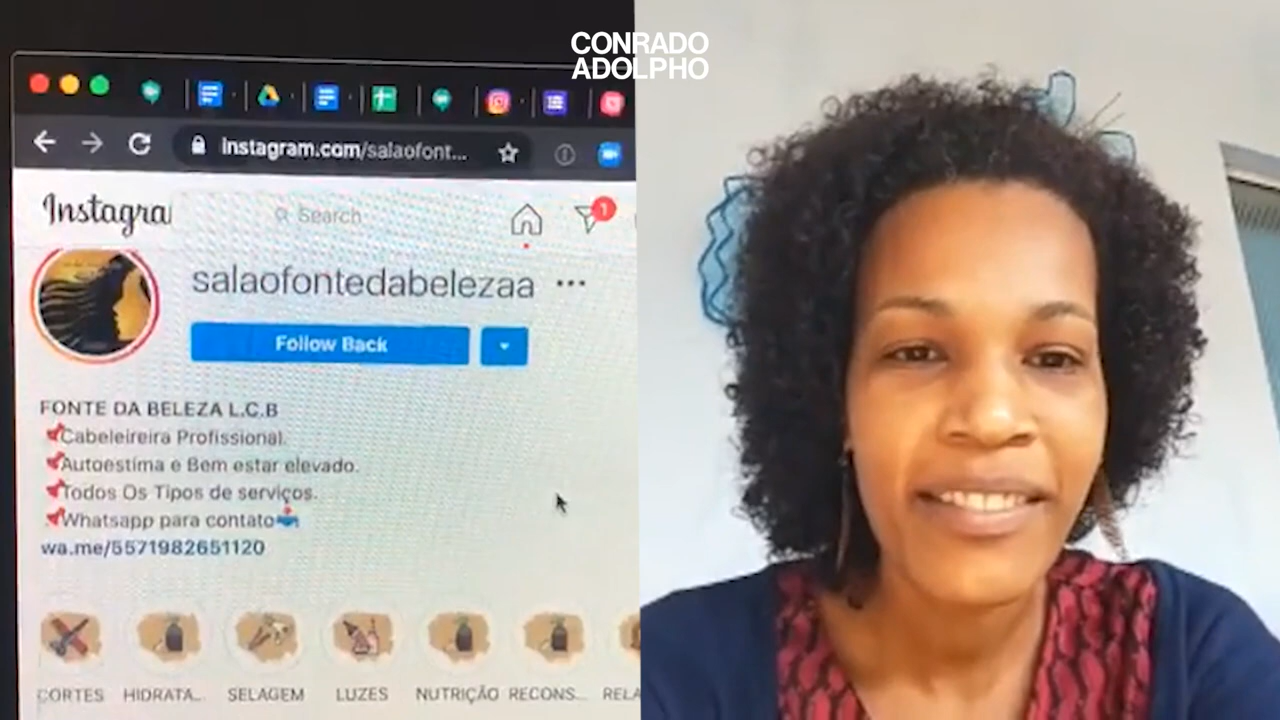 CONRADO
ADOLPHO
Instagram.com/salaofont...
Instagra
Search
1
salaofontedabelezaa
Follow Back
FONTE DA BELEZA L.C.B
Cabeleireira Profissional.
Autoestima e Bem estar elevado.
Todos Os Tipos de serviços.
Whatsapp para contato
wa.me/5571982651120
CORTES HIDRATA... SELAGEM LUZES NUTRIÇÃO RECONS... RELA